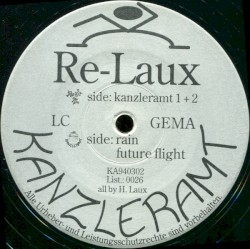 Re-Laux
side: kanzleramt 1 + 2
LC GEMA
side: rain
future flight
KA940302
List.: 0026
all by H. Laux
KANZLERAMT
Alle Urheber- und Leistungsschutzrechte sind vorbehalten.